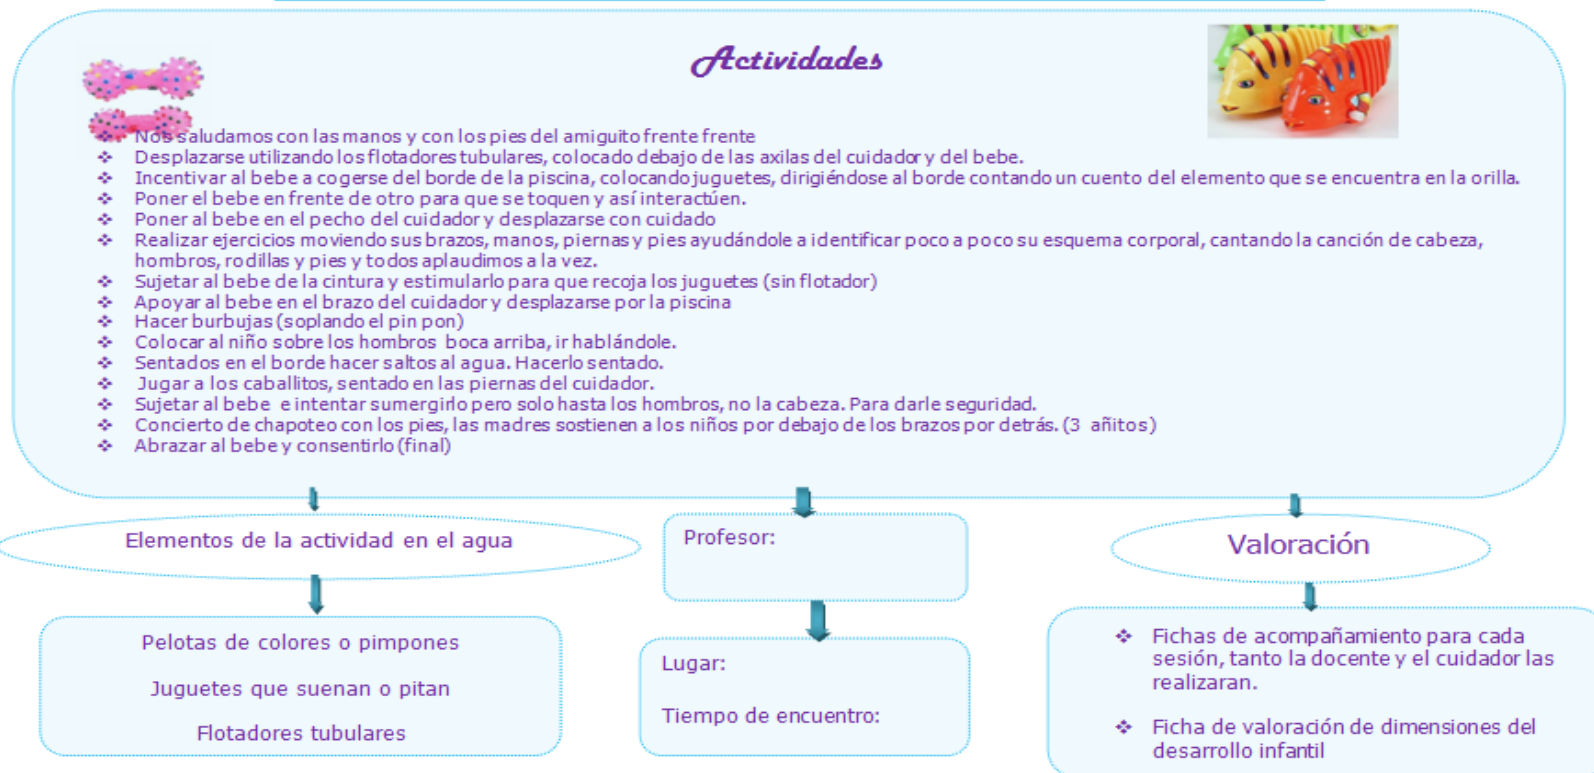 Actividades
Nos saludamos con las manos y con los pies del amiguito frente frente
Desplazarse utilizando los flotadores tubulares, colocado debajo de las axilas del cuidador y del bebe.
Incentivar al bebe a cogerse del borde de la piscina, colocando juguetes, dirigiéndose al borde contando un cuento del elemento que se encuentra en la orilla.
Poner el bebe en frente de otro para que se toquen y así interactúen.
Poner al bebe en el pecho del cuidador y desplazarse con cuidado
Realizar ejercicios moviendo sus brazos, manos, piernas y pies ayudándole a identificar poco a poco su esquema corporal, cantando la canción de cabeza,
hombros, rodillas y pies y todos aplaudimos a la vez.
Sujetar al bebe de la cintura y estimularlo para que recoja los juguetes (sin flotador)
Apoyar al bebe en el brazo del cuidador y desplazarse por la piscina
Hacer burbujas (soplando el pin pon)
Colocar al niño sobre los hombros boca arriba, ir hablándole.
Sentados en el borde hacer saltos al agua. Hacerlo sentado.
Jugar a los caballitos, sentado en las piernas del cuidador.
Sujetar al bebe e intentar sumergirlo pero solo hasta los hombros, no la cabeza. Para darle seguridad.
Concierto de chapoteo con los pies, las madres sostienen a los niños por debajo de los brazos por detrás. (3 añitos)
Abrazar al bebe y consentirlo (final)
Elementos de la actividad en el agua
Pelotas de colores o pimpones
Juguetes que suenan o pitan
Flotadores tubulares
Profesor:
Lugar:
Tiempo de encuentro:
Valoración
Fichas de acompañamiento para cada
sesión, tanto la docente y el cuidador las
realizaran.
Ficha de valoración de dimensiones del
desarrollo infantil